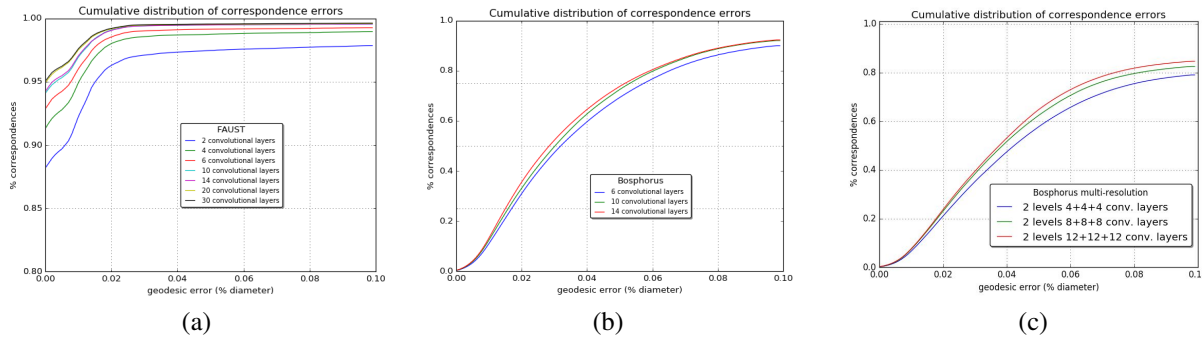 Cumulative distribution of correspondence errors
% correspondences
1.00
0.95
0.90
0.85
0.80
FAUST
2 convolutional layers
4 convolutional layers
6 convolutional layers
10 convolutional layers
14 convolutional layers
20 convolutional layers
30 convolutional layers
0.00 0.02 0.04 0.06 0.08 0.10
geodesic error (% diameter)
(a)
Cumulative distribution of correspondence errors
% correspondences
1.0
0.8
0.6
0.4
0.2
0.0
Bosphorus
6 convolutional layers
10 convolutional layers
14 convolutional layers
0.00 0.02 0.04 0.06 0.08 0.10
geodesic error (% diameter)
(b)
Cumulative distribution of correspondence errors
% correspondences
1.0
0.8
0.6
0.4
0.2
0.0
Bosphorus multi-resolution
2 levels 4+4+4 conv. layers
2 levels 8+8+8 conv. layers
2 levels 12+12+12 conv. layers
0.00 0.02 0.04 0.06 0.08 0.1
geodesic error (% diameter)
(c)